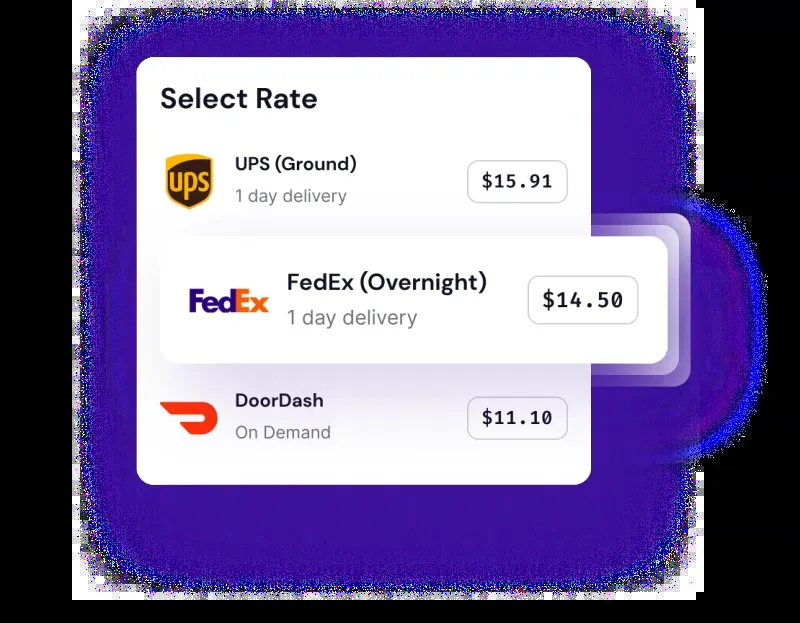 Select Rate
ups
UPS (Ground)
1 day delivery
$15.91
FedEx
FedEx (Overnight)
1 day delivery
$14.50
DoorDash
On Demand
$11.10